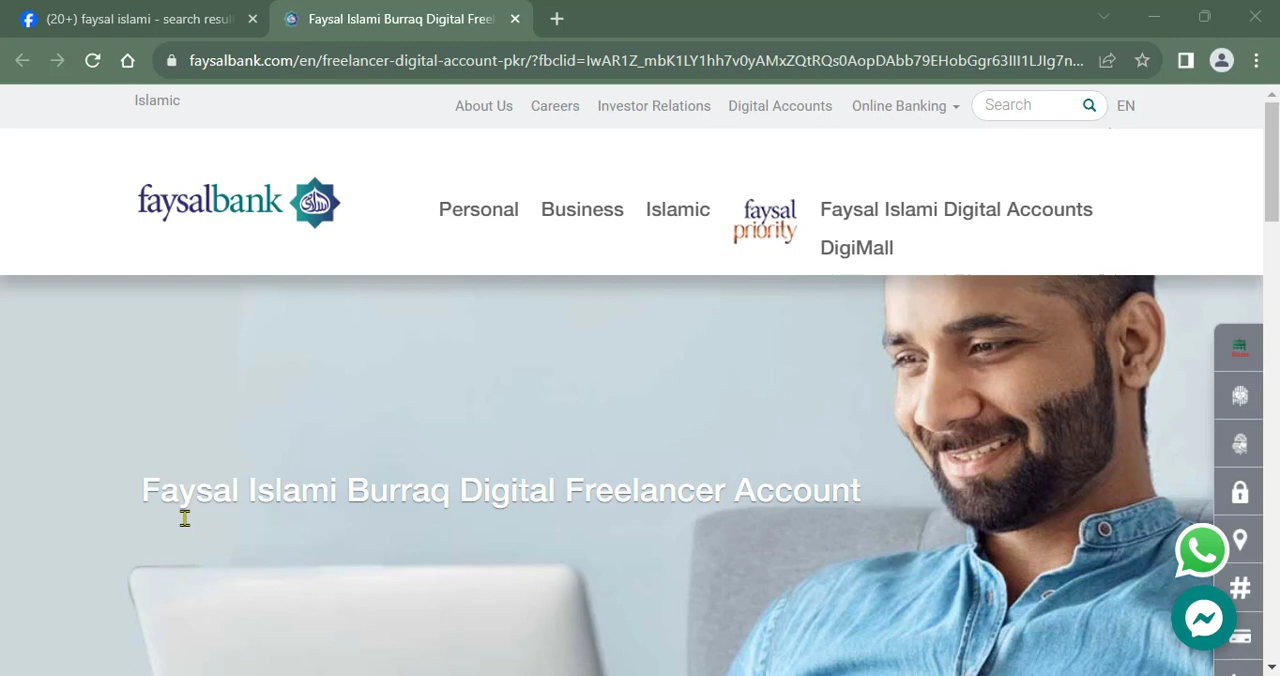 (20+) faysal islami - search resu
Faysal Islami Burraq Digital Freel
faysalbank.com/en/freelancer-digital-account-pkr/?fbclid=IwAR1Z_mbK1LY1hh7v0yAMxZQtRQs0AopDAbb79EHobGgr63III1LJIg7n...
Islamic
About Us
Careers
Investor Relations
Digital Accounts
Online Banking
Search
EN
faysalbank
Personal
Business
Islamic
faysal
priority
Faysal Islami Digital Accounts
DigiMall
Faysal Islami Burraq Digital Freelancer Account